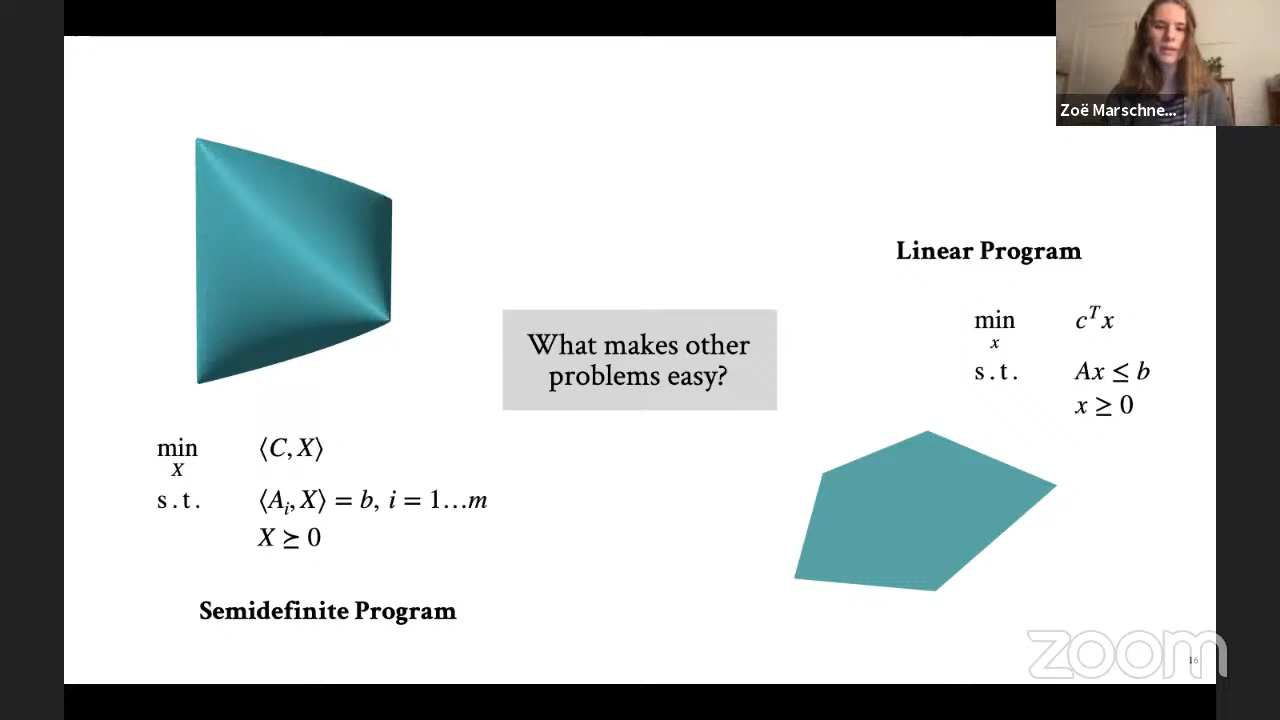 Zoë Marschne...
Linear Program
min c^T x
x
s.t. Ax ≤ b
x ≥ 0
What makes other
problems easy?
min ⟨C, X⟩
X
s.t. ⟨A_i, X⟩ = b, i = 1…m
X ⪰ 0
Semidefinite Program
zoom
16